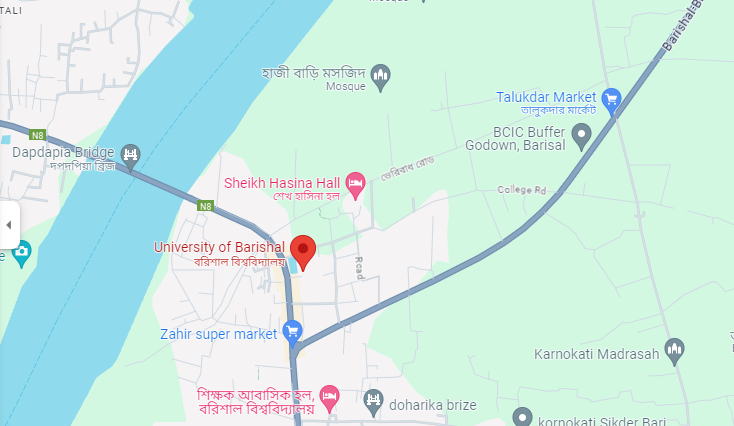 TALI
Mosque
Barishal-B
হাজী বাড়ি মসজিদ
Mosque
Talukdar Market
তালুকদার মার্কেট
N8
BCIC Buffer
Godown, Barisal
Dapdapia Bridge
দপদপিয়া ব্রিজ
ভেরিবাধ রোড
Sheikh Hasina Hall
শেখ হাসিনা হল
College Rd
N8
University of Barishal
বরিশাল বিশ্ববিদ্যালয়
e
Road
Zahir super market
Karnokati Madrasah
শিক্ষক আবাসিক হল,
বরিশাল বিশ্ববিদ্যালয়
doharika brize
kornokati Sikder Bari